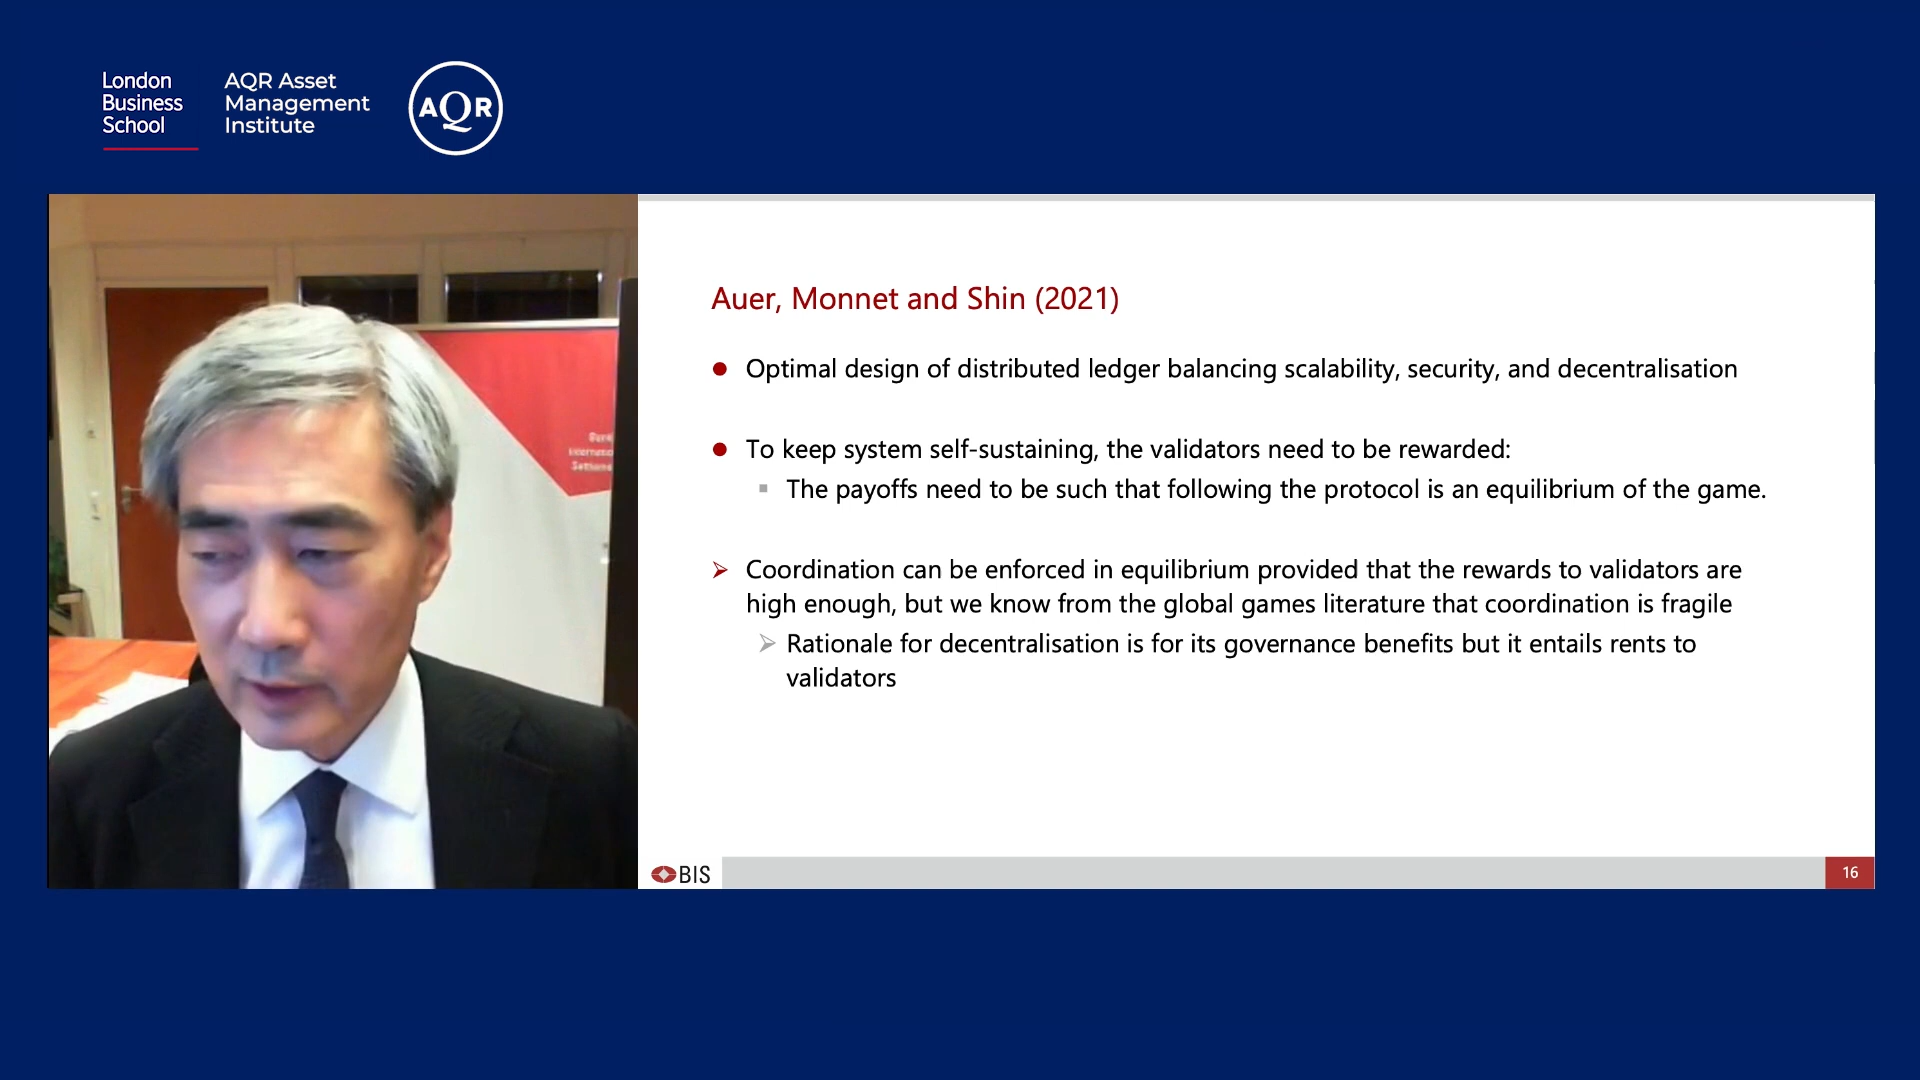 London
Business
School
AQR Asset
Management
Institute
AQR
Auer, Monnet and Shin (2021)
Optimal design of distributed ledger balancing scalability, security, and decentralisation
To keep system self-sustaining, the validators need to be rewarded:
The payoffs need to be such that following the protocol is an equilibrium of the game.
Coordination can be enforced in equilibrium provided that the rewards to validators are
high enough, but we know from the global games literature that coordination is fragile
Rationale for decentralisation is for its governance benefits but it entails rents to
validators
BIS
16